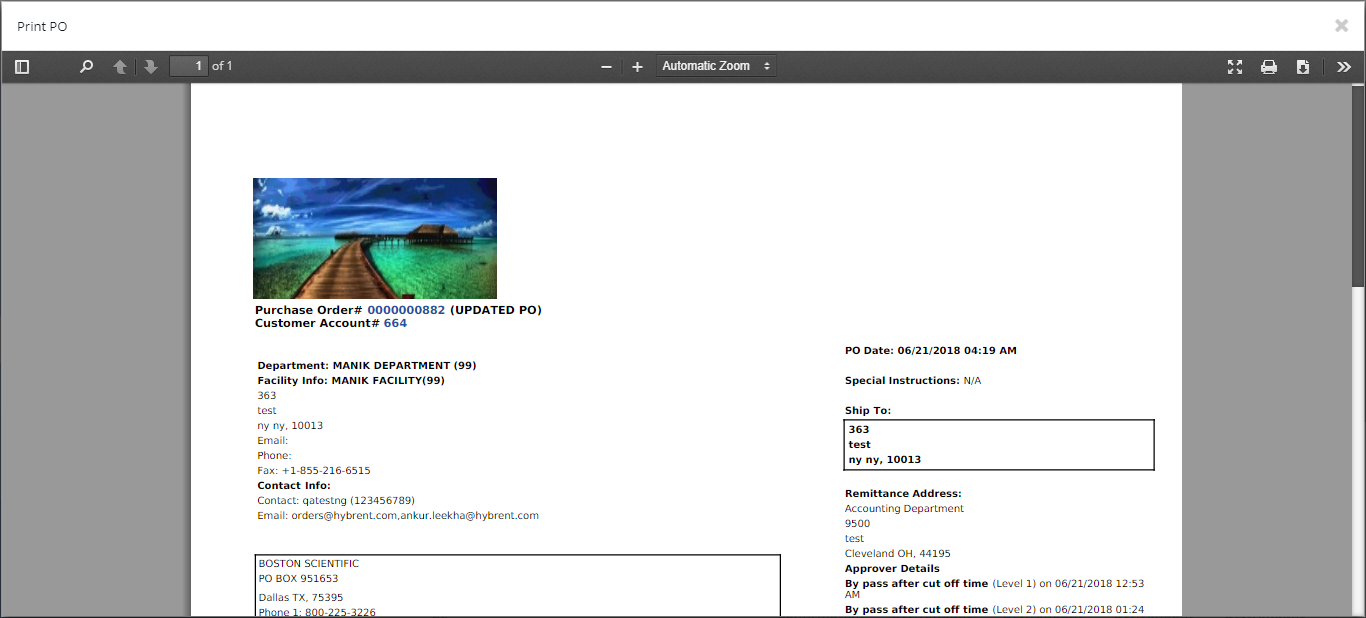 Print PO
1 of 1
Automatic Zoom
Purchase Order# 0000000882 (UPDATED PO)
Customer Account# 664
Department: MANIK DEPARTMENT (99)
Facility Info: MANIK FACILITY(99)
363
test
ny ny, 10013
Email:
Phone:
Fax: +1-855-216-6515
Contact Info:
Contact: qatestng (123456789)
Email: orders@hybrent.com,ankur.leekha@hybrent.com
BOSTON SCIENTIFIC
PO BOX 951653
Dallas TX, 75395
Phone 1: 800-225-3226
PO Date: 06/21/2018 04:19 AM
Special Instructions: N/A
Ship To:
363
test
ny ny, 10013
Remittance Address:
Accounting Department
9500
test
Cleveland OH, 44195
Approver Details
By pass after cut off time (Level 1) on 06/21/2018 12:53
AM
By pass after cut off time (Level 2) on 06/21/2018 01:24